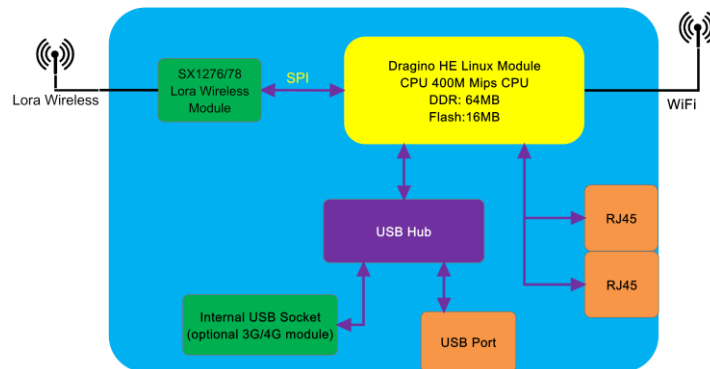 SX1276/78
Lora Wireless
Module
SPI
Dragino HE Linux Module
CPU 400M Mips CPU
DDR: 64MB
Flash:16MB
Lora Wireless
WiFi
USB Hub
RJ45
RJ45
Internal USB Socket
(optional 3G/4G module)
USB Port